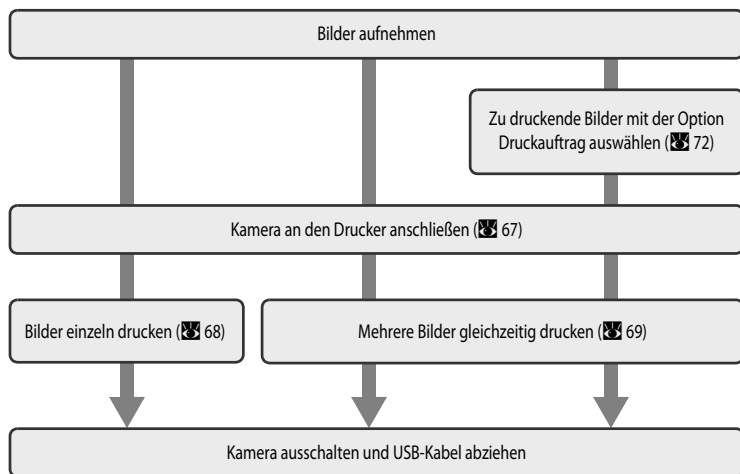 Bilder aufnehmen
Zu druckende Bilder mit der Option
Druckauftrag auswählen ( 72)
Kamera an den Drucker anschließen ( 67)
Bilder einzeln drucken ( 68)
Mehrere Bilder gleichzeitig drucken ( 69)
Kamera ausschalten und USB-Kabel abziehen